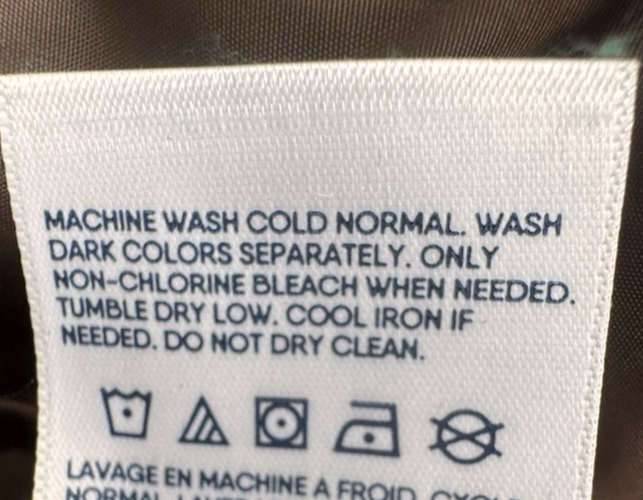 MACHINE WASH COLD NORMAL. WASH
DARK COLORS SEPARATELY. ONLY
NON-CHLORINE BLEACH WHEN NEEDED.
TUMBLE DRY LOW. COOL IRON IF
NEEDED. DO NOT DRY CLEAN.
LAVAGE EN MACHINE A FROID,
NORMAL.